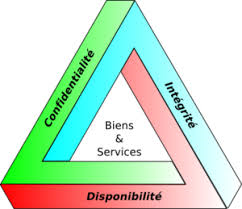 Confidentialité
Intégrité
Biens
&
Services
Disponibilité